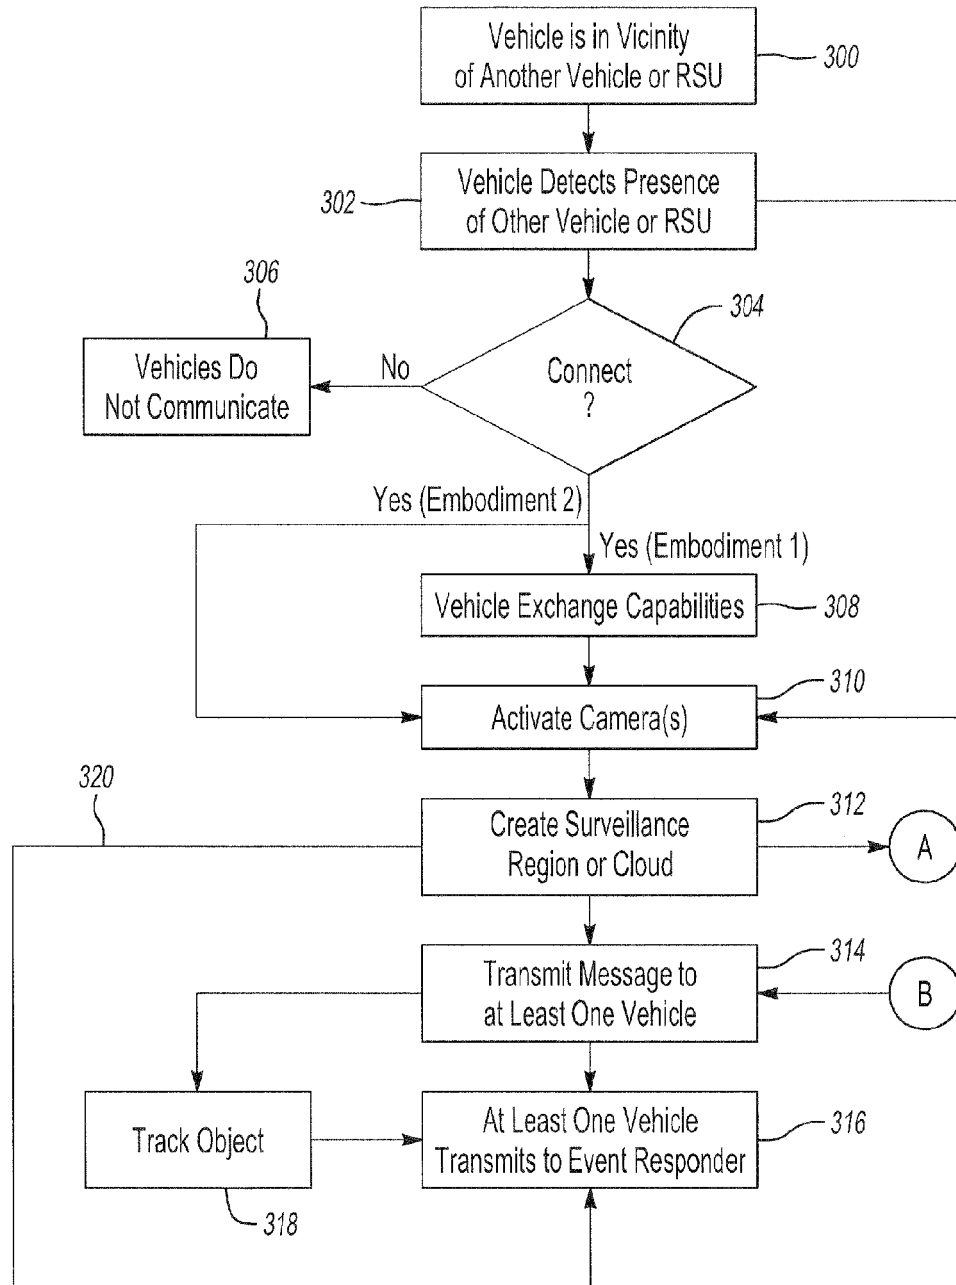 Vehicle is in Vicinity
of Another Vehicle or RSU
300
Vehicle Detects Presence
of Other Vehicle or RSU
302
306
304
Vehicles Do
Not Communicate
No
Connect
?
Yes (Embodiment 2)
Yes (Embodiment 1)
Vehicle Exchange Capabilities
308
310
Activate Camera(s)
320
312
Create Surveillance
Region or Cloud
A
314
Transmit Message to
at Least One Vehicle
B
Track Object
At Least One Vehicle
Transmits to Event Responder
316
318